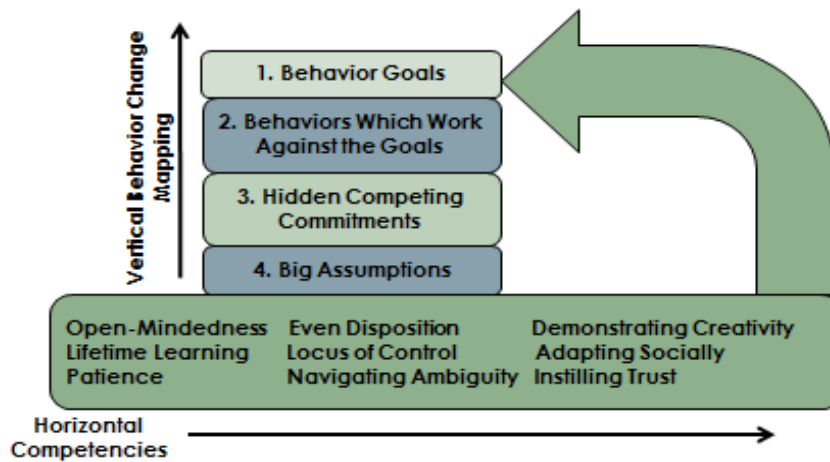 Vertical Behavior Change
Mapping
1. Behavior Goals
2. Behaviors Which Work
Against the Goals
3. Hidden Competing
Commitments
4. Big Assumptions
Open-Mindedness Even Disposition Demonstrating Creativity
Lifetime Learning Locus of Control Adapting Socially
Patience Navigating Ambiguity Instilling Trust
Horizontal
Competencies